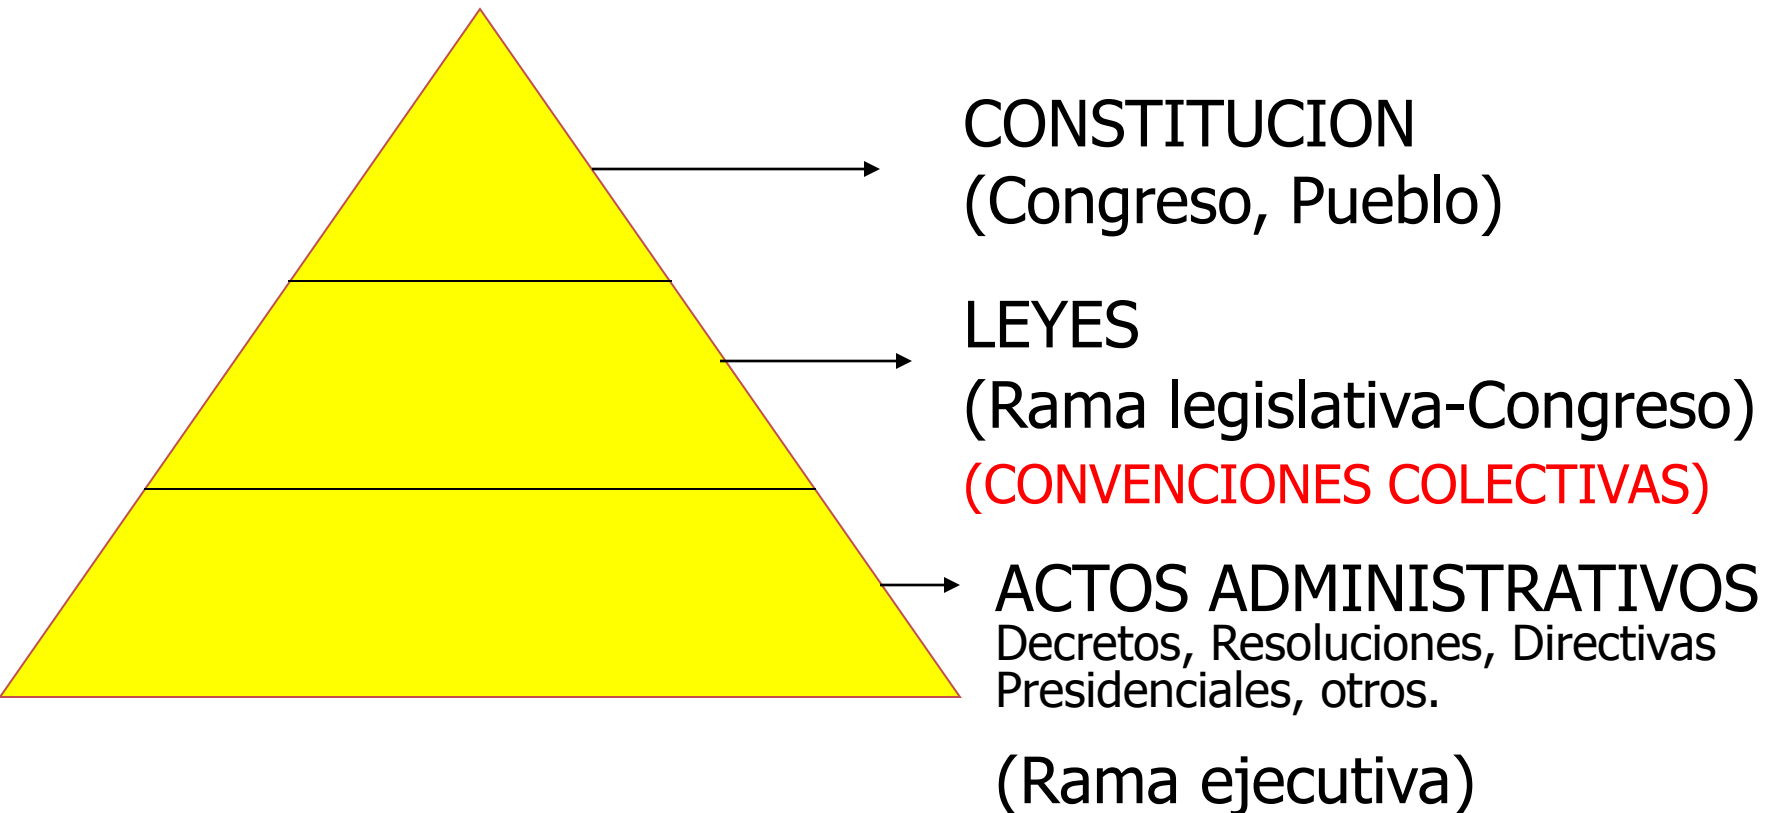 CONSTITUCION
(Congreso, Pueblo)
LEYES
(Rama legislativa-Congreso)
(CONVENCIONES COLECTIVAS)
ACTOS ADMINISTRATIVOS
Decretos, Resoluciones, Directivas
Presidenciales, otros.
(Rama ejecutiva)